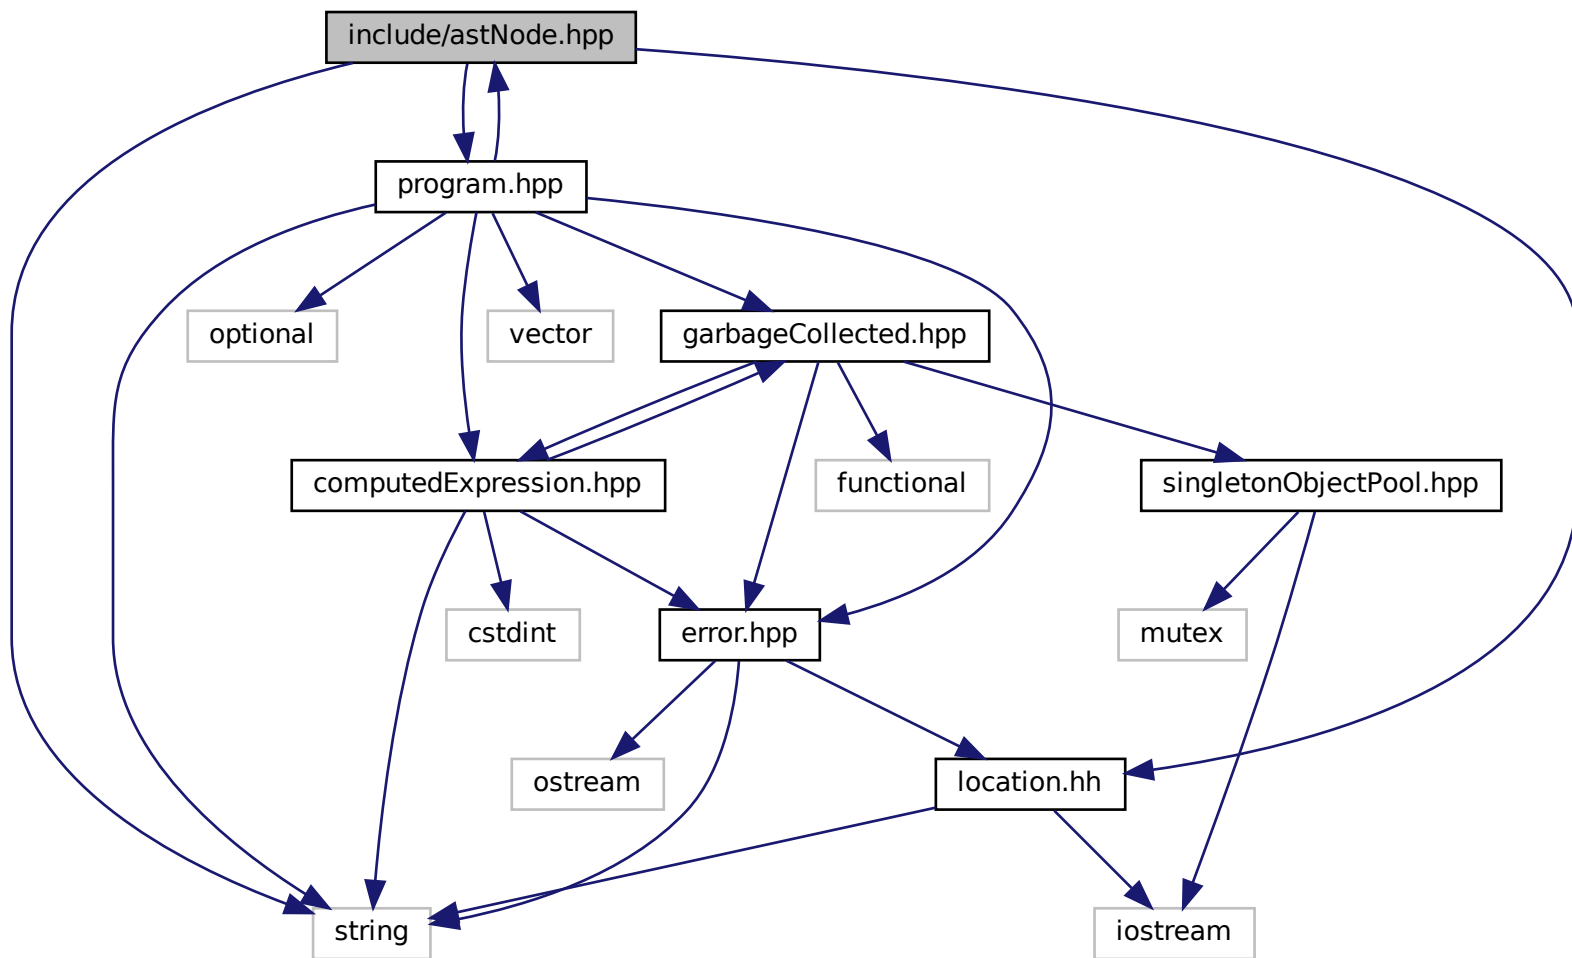 include/astNode.hpp
program.hpp
optional
vector
garbageCollected.hpp
computedExpression.hpp
functional
singletonObjectPool.hpp
cstdint
error.hpp
mutex
ostream
location.hh
string
iostream